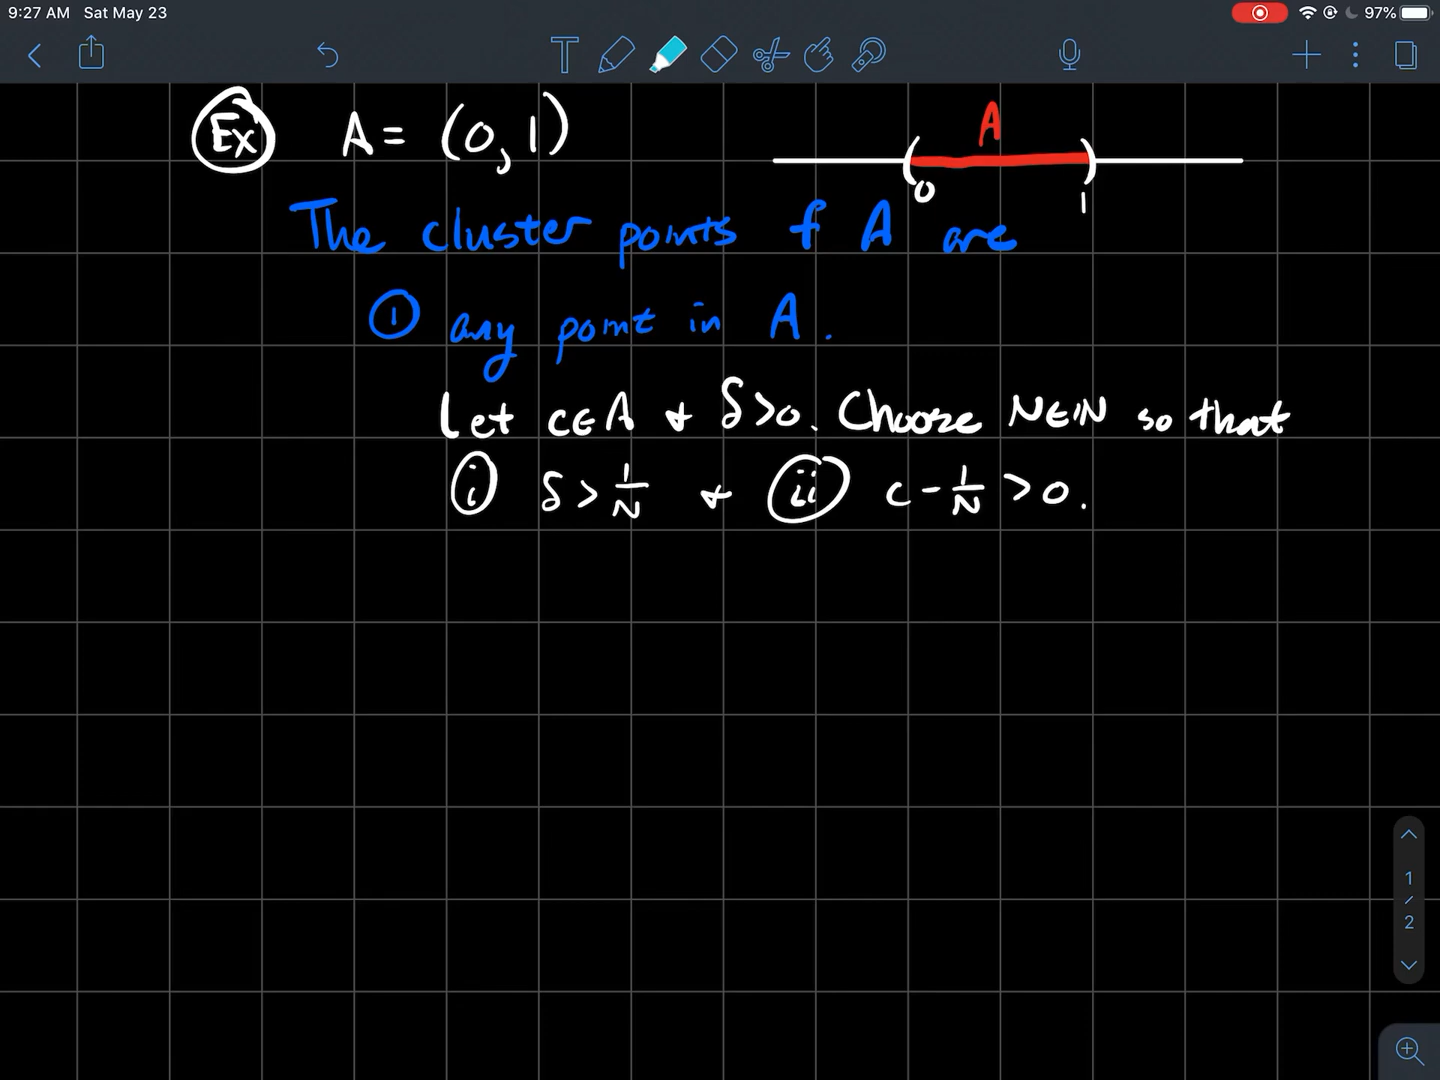 9:27 AM Sat May 23
97%
T
Ex A = (0,1)
A
0
1
The cluster points f A are
① any point in A.
Let c∈A + δ>0. Choose N∈ℕ so that
ⓘ δ > 1/N + ⓘⓘ c - 1/N > 0.
1
/
2